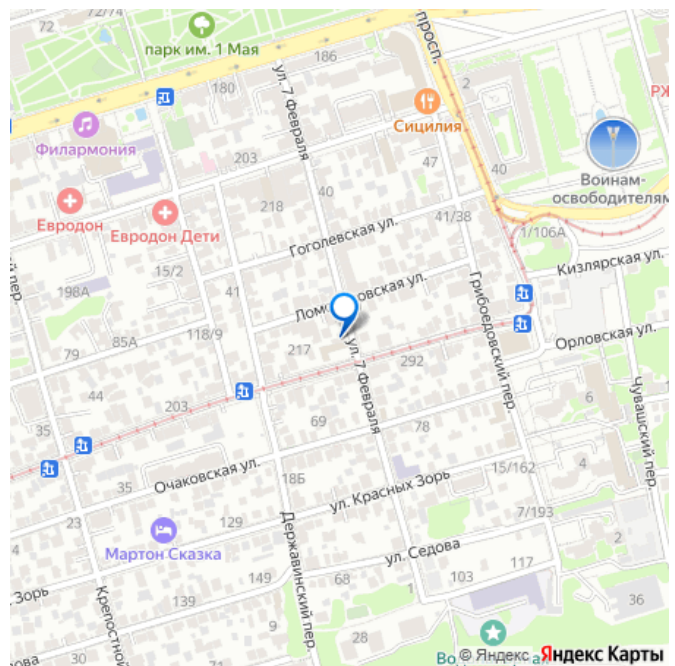 72/74
72
парк им. 1 Мая
186
просп.
180
ул. 7 Февраля
2
РЖ
Сицилия
Филармония
203
47
40
40
Воинам-
освободителям
Евродон
218
41/38
Евродон Дети
Гоголевская ул.
1/106А
Кизлярская ул.
15/2
198А
41
Грибоедовский пер.
пер.
118/9
85А
79
217
ул. 7 Февраля
292
Орловская ул.
44
203
69
78
6
Чувашский пер.
35
Очаковская ул.
35
18Б
15/162
4
ул. Красных Зорь
23
129
7/193
2
Мартон Сказка
Державинский пер.
ул. Седова
117
149
68
103
1
Зорь
139
Крепостной
36
28
30
71
© Яндекс Яндекс Карты